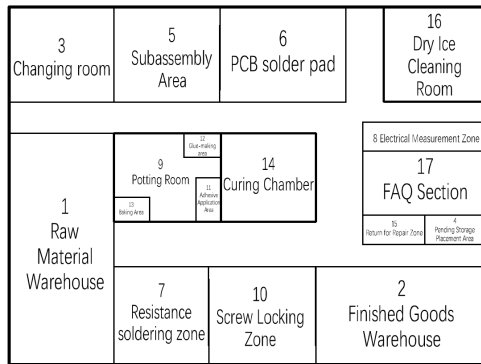 3
Changing room
5
Subassembly
Area
6
PCB solder pad
16
Dry Ice
Cleaning
Room
8 Electrical Measurement Zone
17
FAQ Section
15
Return for Repair Zone
4
Pending Storage
Placement Area
12
Glue-making
area
9
Potting Room
11
Adhesive
Application
Area
13
Baking Area
14
Curing Chamber
1
Raw
Material
Warehouse
7
Resistance
soldering zone
10
Screw Locking
Zone
2
Finished Goods
Warehouse